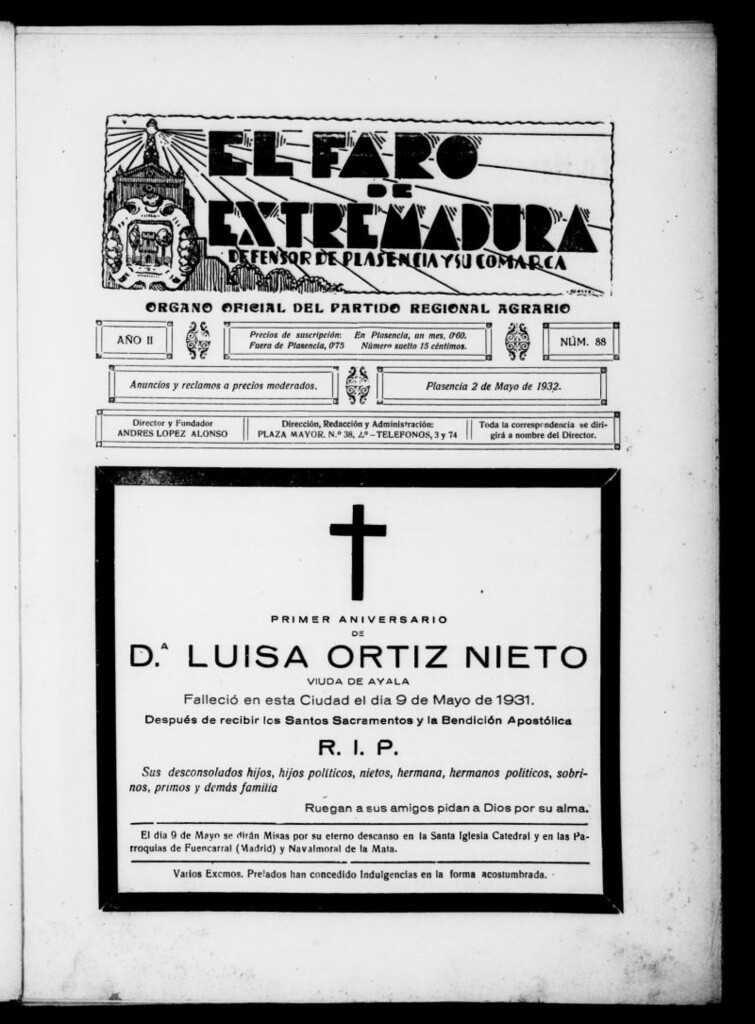 EL FARO
DE
EXTREMADURA
DEFENSOR DE PLASENCIA Y SU COMARCA
ORGANO OFICIAL DEL PARTIDO REGIONAL AGRARIO
AÑO II
Precios de suscripción: En Plasencia, un mes, 0'60.
Fuera de Plasencia, 0'75 Número suelto 15 céntimos.
NÚM. 88
Anuncios y reclamos a precios moderados.
Plasencia 2 de Mayo de 1932.
Director y Fundador
ANDRES LOPEZ ALONSO
Dirección, Redacción y Administración:
PLAZA MAYOR, N.º 38, 2.º—TELEFONOS, 3 y 74
Toda la correspondencia se diri-
girá a nombre del Director.
PRIMER ANIVERSARIO
DE
D.ª LUISA ORTIZ NIETO
VIUDA DE AYALA
Falleció en esta Ciudad el dia 9 de Mayo de 1931.
Después de recibir los Santos Sacramentos y la Bendición Apostólica
R. I. P.
Sus desconsolados hijos, hijos políticos, nietos, hermana, hermanos políticos, sobri-
nos, primos y demás familia
Ruegan a sus amigos pidan a Dios por su alma.
El día 9 de Mayo se dirán Misas por su eterno descanso en la Santa Iglesia Catedral y en las Pa-
rroquias de Fuencarral (Madrid) y Navalmoral de la Mata.
Varios Excmos. Prelados han concedido Indulgencias en la forma acostumbrada.